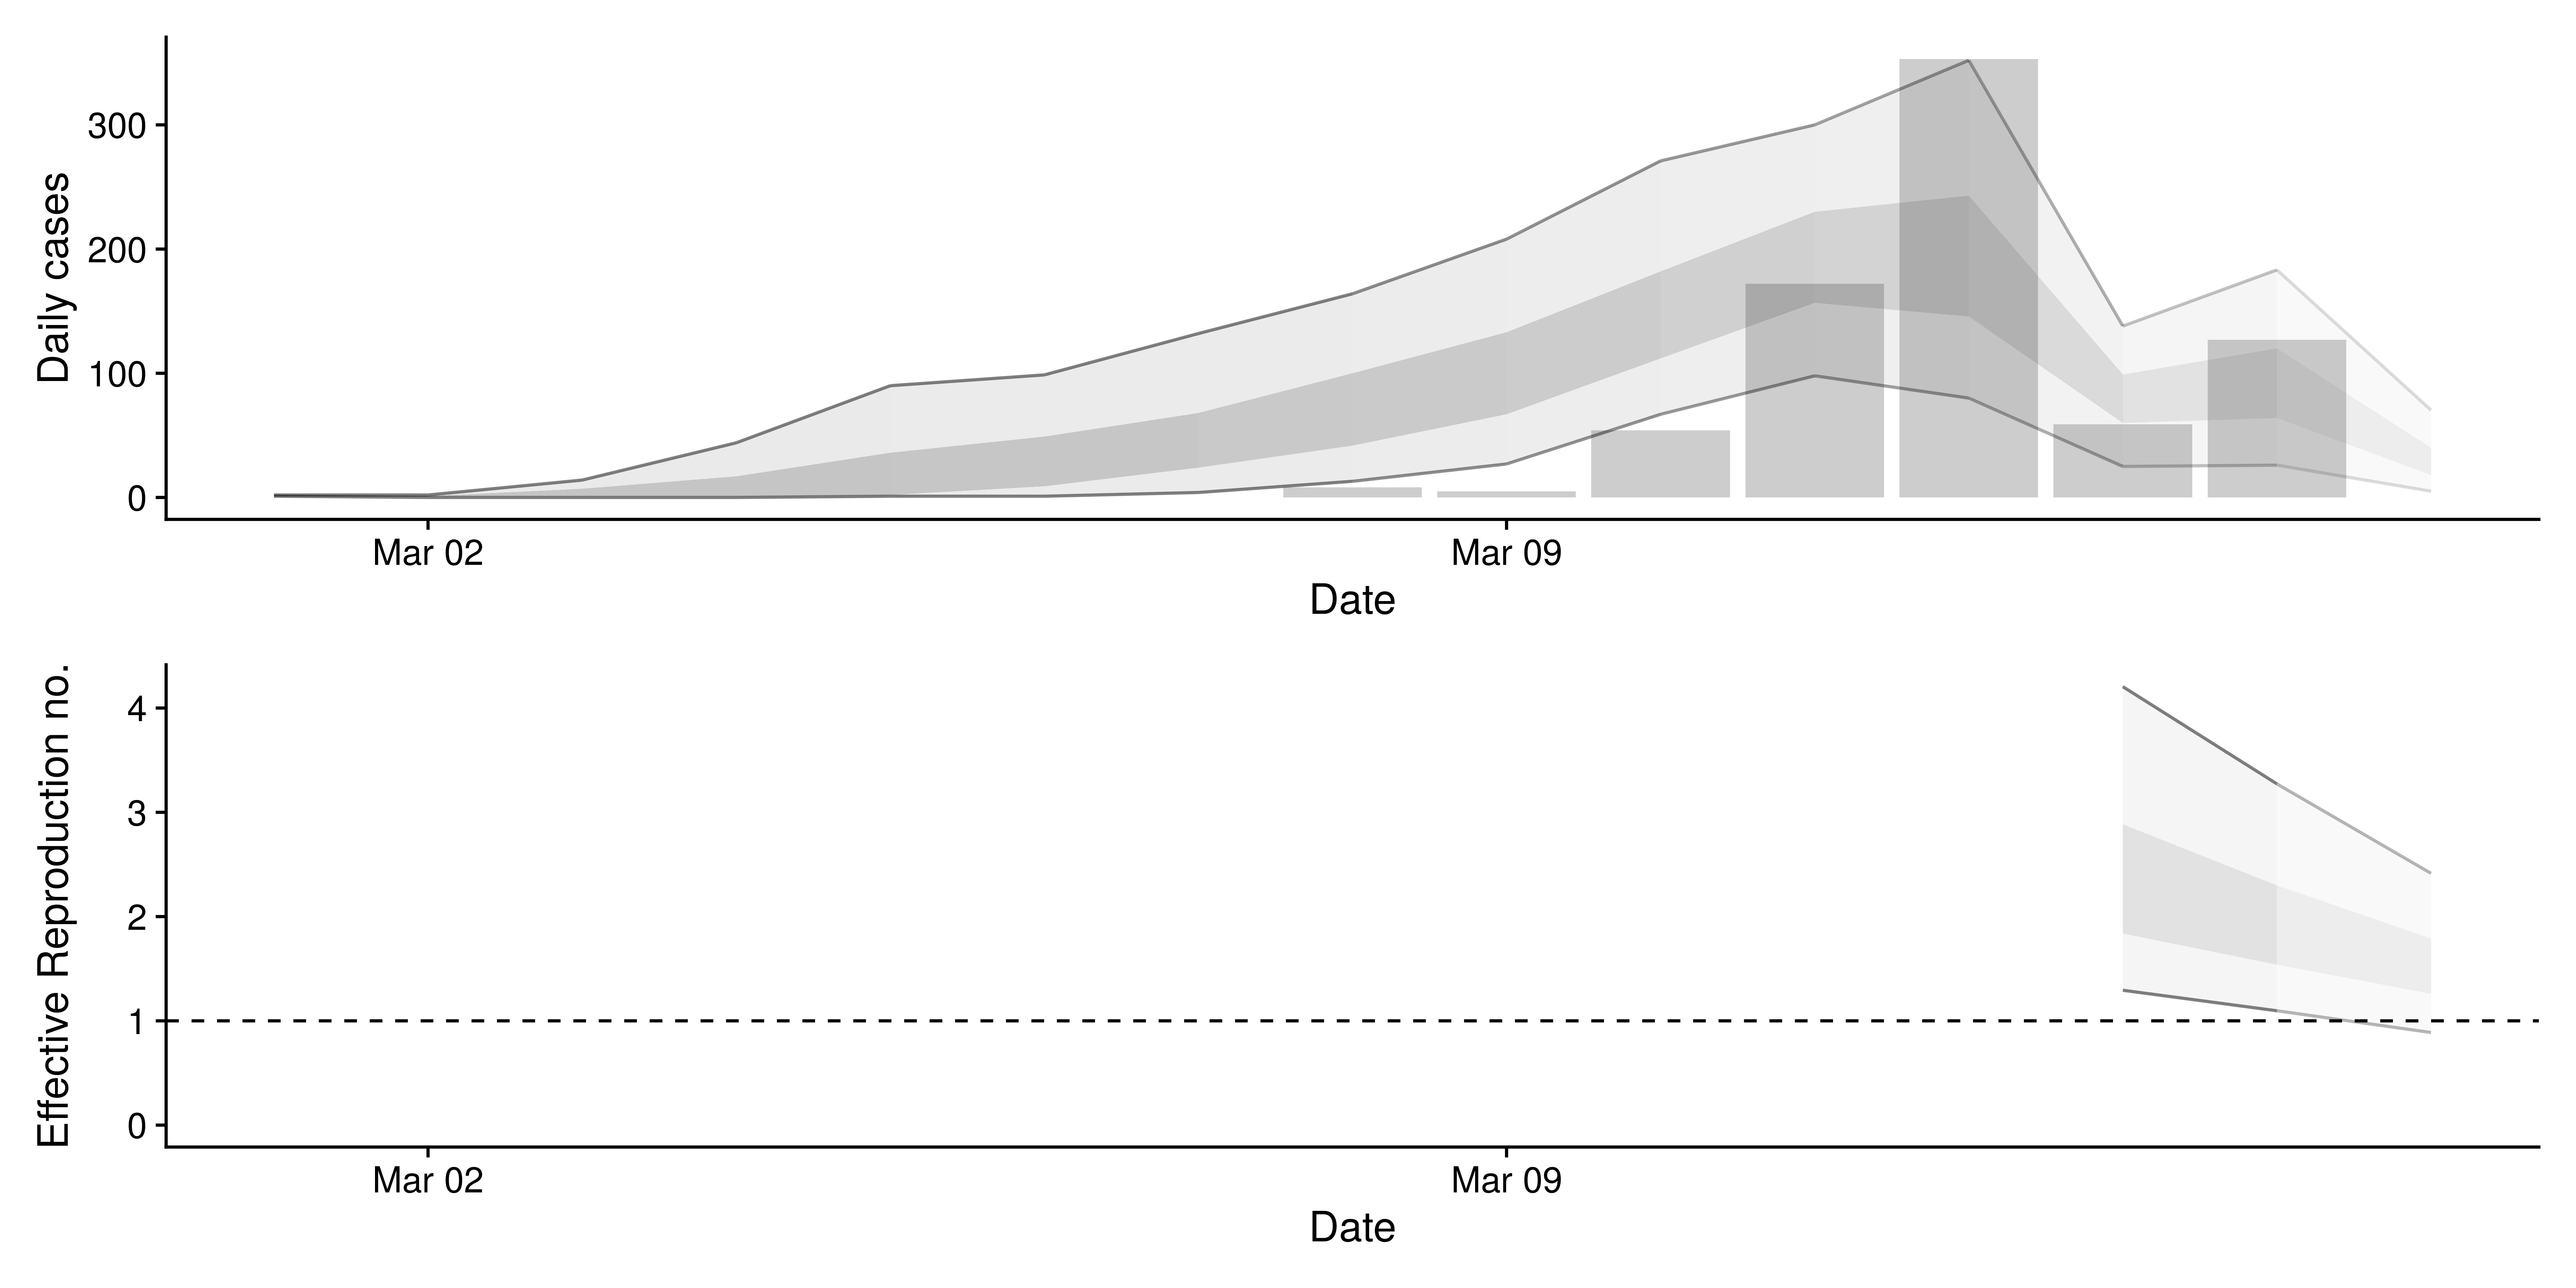 Daily cases
300
200
100
0
Mar 02
Mar 09
Date
Effective Reproduction no.
4
3
2
1
0
Mar 02
Mar 09
Date